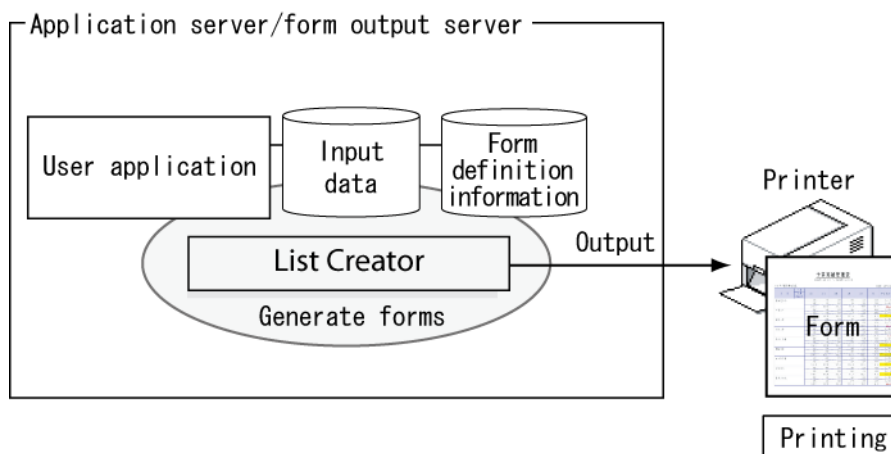 Application server/form output server
User application
Input
data
Form
definition
information
List Creator
Generate forms
Output
Printer
Form
Printing